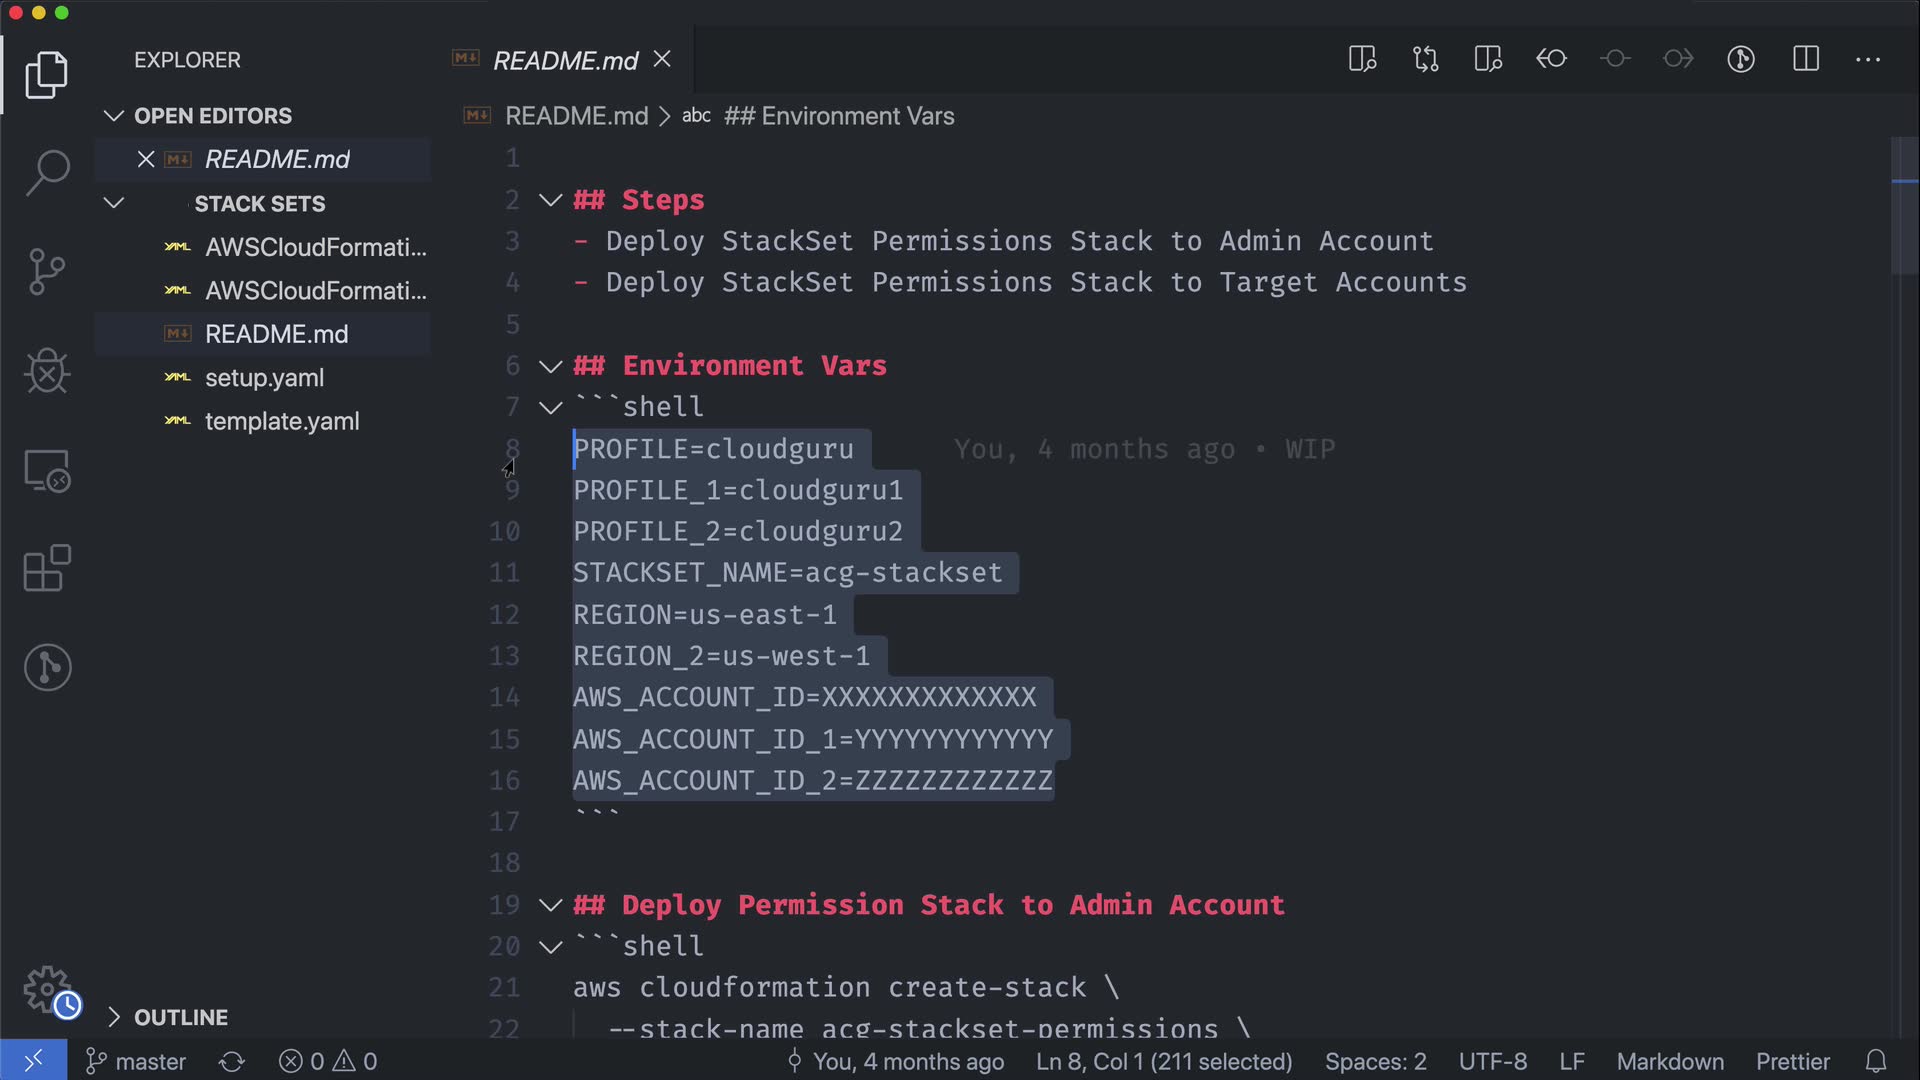 EXPLORER
README.md
OPEN EDITORS
README.md > abc ## Environment Vars
README.md
STACK SETS
AWSCloudFormati...
AWSCloudFormati...
README.md
setup.yaml
template.yaml
1
2 ## Steps
3 - Deploy StackSet Permissions Stack to Admin Account
4 - Deploy StackSet Permissions Stack to Target Accounts
5
6 ## Environment Vars
7 ```shell
8 PROFILE=cloudguru You, 4 months ago • WIP
9 PROFILE_1=cloudguru1
10 PROFILE_2=cloudguru2
11 STACKSET_NAME=acg-stackset
12 REGION=us-east-1
13 REGION_2=us-west-1
14 AWS_ACCOUNT_ID=XXXXXXXXXXXXX
15 AWS_ACCOUNT_ID_1=YYYYYYYYYYYY
16 AWS_ACCOUNT_ID_2=ZZZZZZZZZZZZ
17 ```
18
19 ## Deploy Permission Stack to Admin Account
20 ```shell
21 aws cloudformation create-stack \
22 --stack-name acg-stackset-permissions \
OUTLINE
master 0 0 You, 4 months ago Ln 8, Col 1 (211 selected) Spaces: 2 UTF-8 LF Markdown Prettier